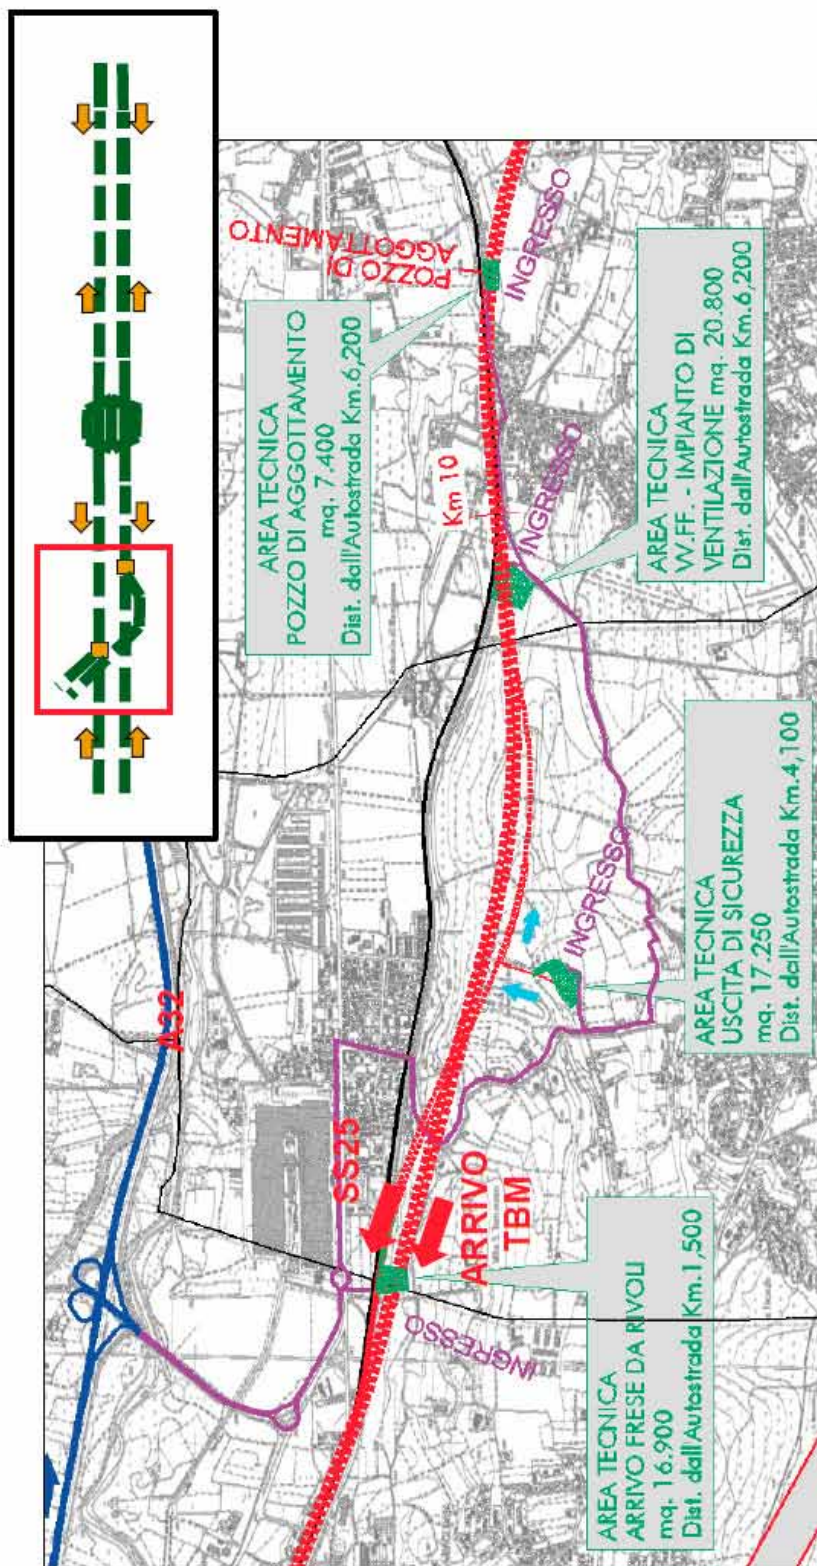 POZZO DI
AGGOTTAMENTO
INGRESSO
AREA TECNICA
POZZO DI AGGOTTAMENTO
mq. 7.400
Dist. dall'Autostrada Km.6,200
Km 10
INGRESSO
AREA TECNICA
W.FF. - IMPIANTO DI
VENTILAZIONE mq. 20.800
Dist. dall'Autostrada Km.6,200
INGRESSO
AREA TECNICA
USCITA DI SICUREZZA
mq. 17.250
Dist. dall'Autostrada Km.4,100
A32
SS25
ARRIVO
TBM
INGRESSO
AREA TECNICA
ARRIVO FRESE DA RIVOLI
mq. 16.900
Dist. dall'Autostrada Km.1,500